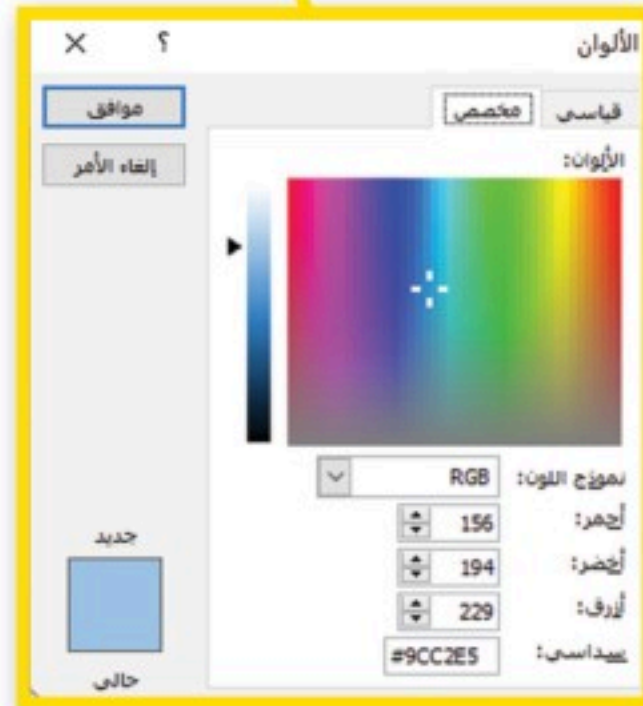 الألوان ؟ ×
قياسي مخصص
موافق
إلغاء الأمر
الألوان:
نموذج اللون: RGB
أحمر: 156
أخضر: 194
أزرق: 229
سداسي: #9CC2E5
جديد
حالي